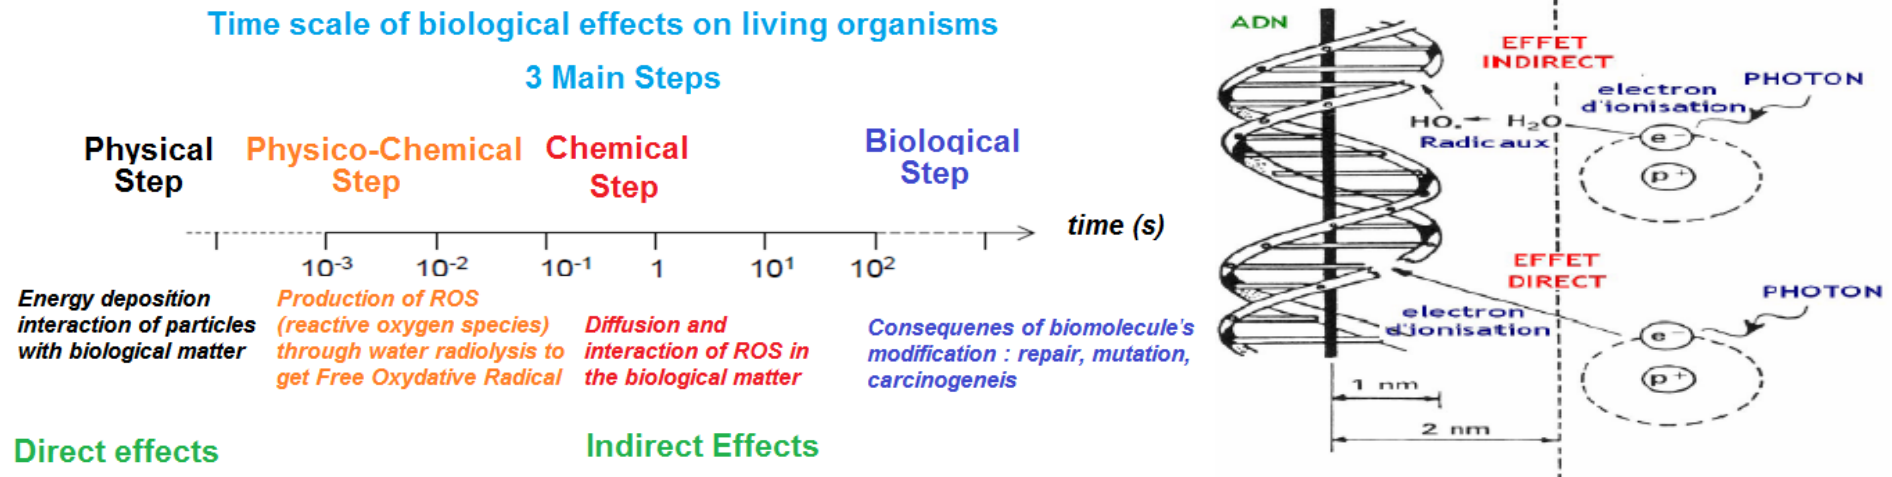 Time scale of biological effects on living organisms
3 Main Steps
Physical
Step
Physico-Chemical
Step
Chemical
Step
Biological
Step
time (s)
10-3
10-2
10-1
1
10¹
10²
Energy deposition
interaction of particles
with biological matter
Production of ROS
(reactive oxygen species)
through water radiolysis to
get Free Oxydative Radical
Diffusion and
interaction of ROS in
the biological matter
Consequenes of biomolecule's
modification : repair, mutation,
carcinogeneis
Direct effects
Indirect Effects
ADN
EFFET
INDIRECT
PHOTON
electron
d'ionisation
HO. H₂O
Radicaux
e-
p+
EFFET
DIRECT
PHOTON
electron
d'ionisation
e-
p+
1 nm
2 nm